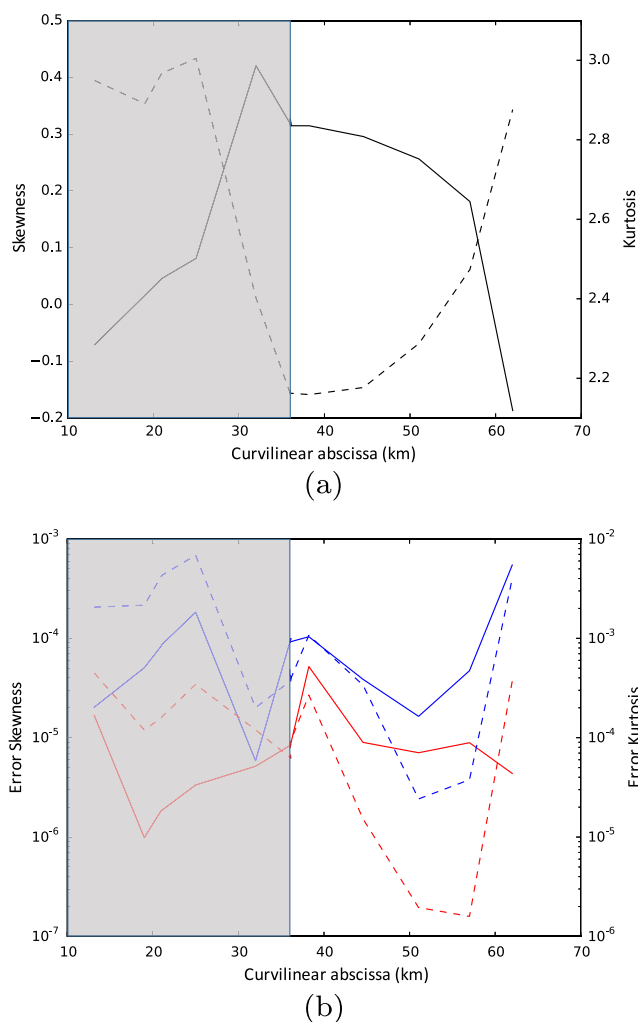 0.5
0.4
0.3
0.2
0.1
0.0
−0.1
−0.2
Skewness
3.0
2.8
2.6
2.4
2.2
Kurtosis
10 20 30 40 50 60 70
Curvilinear abscissa (km)
(a)
10⁻³
10⁻⁴
10⁻⁵
10⁻⁶
10⁻⁷
Error Skewness
10⁻²
10⁻³
10⁻⁴
10⁻⁵
10⁻⁶
Error Kurtosis
10 20 30 40 50 60 70
Curvilinear abscissa (km)
(b)